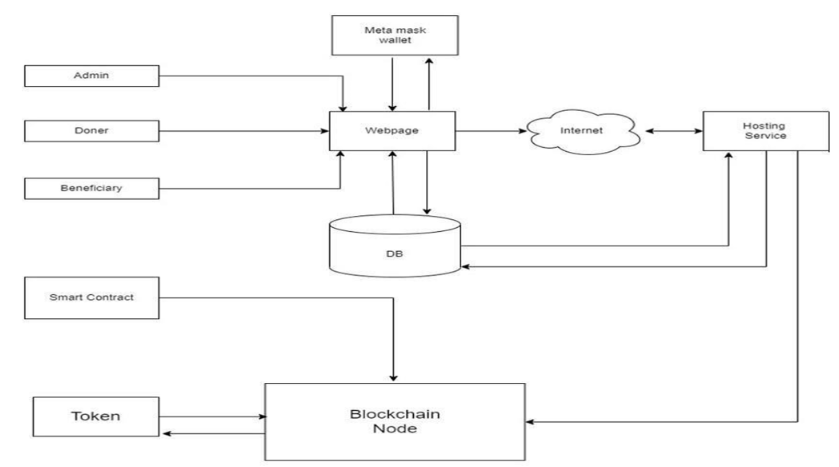 Meta mask
wallet
Admin
Doner
Webpage
Internet
Hosting
Service
Beneficiary
DB
Smart Contract
Token
Blockchain
Node